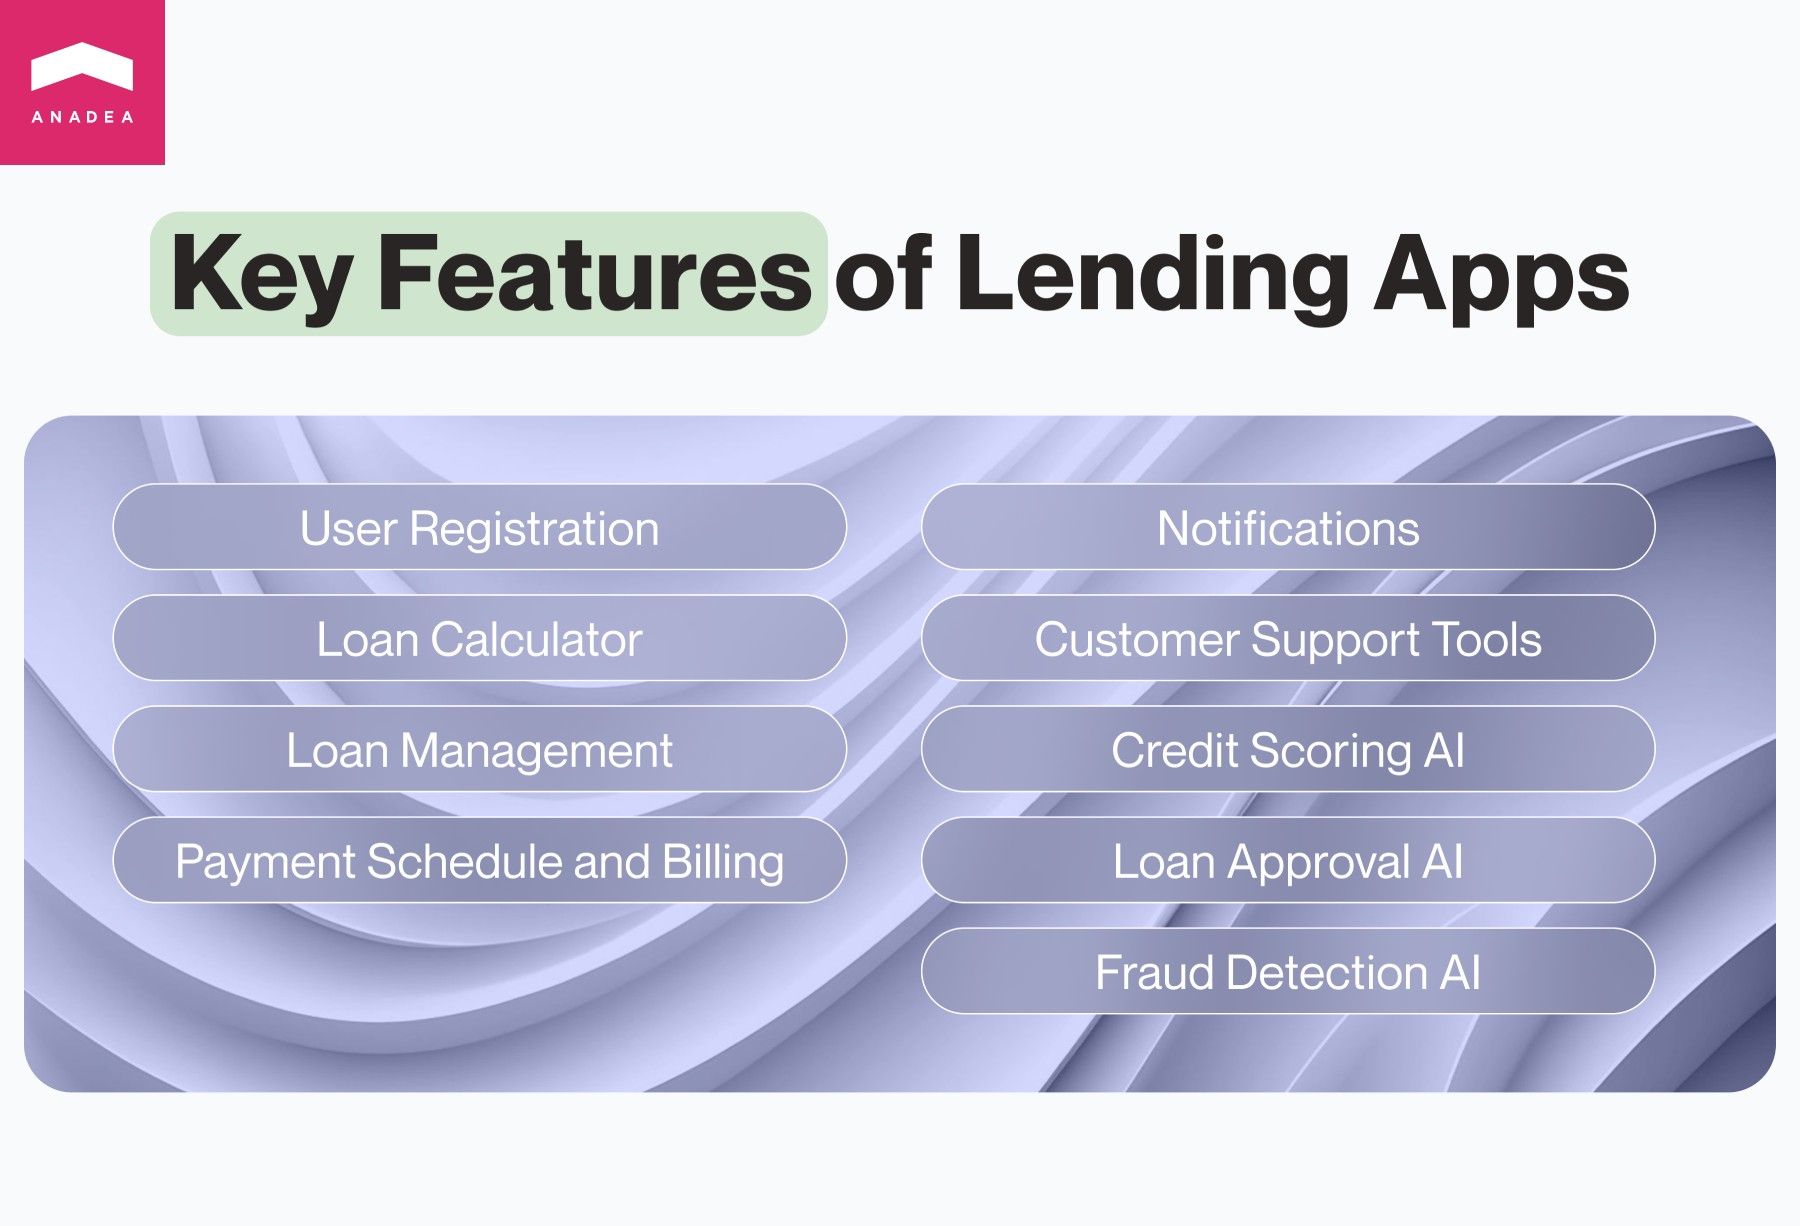 ANADEA
Key Features of Lending Apps
User Registration
Loan Calculator
Loan Management
Payment Schedule and Billing
Notifications
Customer Support Tools
Credit Scoring AI
Loan Approval AI
Fraud Detection AI